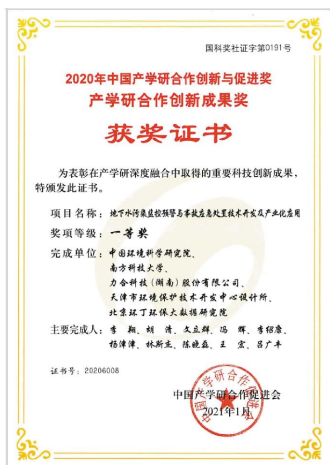 国科奖社证字第0191号
2020年中国产学研合作创新与促进奖
产学研合作创新成果奖
获奖证书
为表彰在产学研深度融合中取得的重要科技创新成果，
特颁发此证书。
项目名称：地下水污染监控预警与事故应急处置技术开发及产业化应用
奖项等级：一等奖
完成单位：中国环境科学研究院、
南方科技大学、
力合科技（湖南）股份有限公司、
天津市环境保护技术开发中心设计所、
北京环丁环保大数据研究院
主要完成人：李翔、胡清、文立群、冯辉、李绍康、
杨津津、林斯杰、陈晓磊、王宏、吕广丰
证书号：20206008
中国产学研合作促进会
2021年1月
中国产学研合作促进会